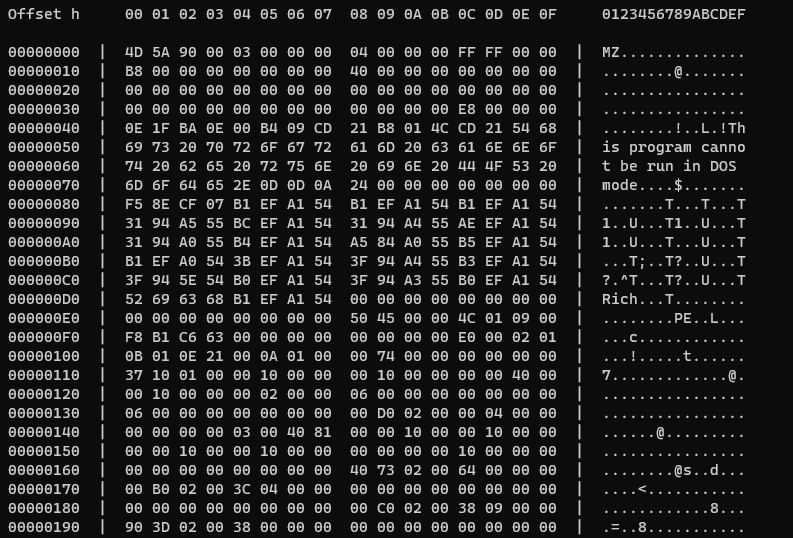 Offset h      00 01 02 03 04 05 06 07  08 09 0A 0B 0C 0D 0E 0F     0123456789ABCDEF
00000000  |  4D 5A 90 00 03 00 00 00  04 00 00 00 FF FF 00 00  |  MZ..............
00000010  |  B8 00 00 00 00 00 00 00  40 00 00 00 00 00 00 00  |  ........@.......
00000020  |  00 00 00 00 00 00 00 00  00 00 00 00 00 00 00 00  |  ................
00000030  |  00 00 00 00 00 00 00 00  00 00 00 00 E8 00 00 00  |  ................
00000040  |  0E 1F BA 0E 00 B4 09 CD  21 B8 01 4C CD 21 54 68  |  ........!..L.!Th
00000050  |  69 73 20 70 72 6F 67 72  61 6D 20 63 61 6E 6E 6F  |  is program canno
00000060  |  74 20 62 65 20 72 75 6E  20 69 6E 20 44 4F 53 20  |  t be run in DOS
00000070  |  6D 6F 64 65 2E 0D 0D 0A  24 00 00 00 00 00 00 00  |  mode....$.......
00000080  |  F5 8E CF 07 B1 EF A1 54  B1 EF A1 54 B1 EF A1 54  |  .......T...T...T
00000090  |  31 94 A5 55 BC EF A1 54  31 94 A4 55 AE EF A1 54  |  1..U...T1..U...T
000000A0  |  31 94 A0 55 B4 EF A1 54  A5 84 A0 55 B5 EF A1 54  |  1..U...T...U...T
000000B0  |  B1 EF A0 54 3B EF A1 54  3F 94 A4 55 B3 EF A1 54  |  ...T;..T?..U...T
000000C0  |  3F 94 5E 54 B0 EF A1 54  3F 94 A3 55 B0 EF A1 54  |  ?.^T...T?..U...T
000000D0  |  52 69 63 68 B1 EF A1 54  00 00 00 00 00 00 00 00  |  Rich...T........
000000E0  |  00 00 00 00 00 00 00 00  50 45 00 00 4C 01 09 00  |  ........PE..L...
000000F0  |  F8 B1 C6 63 00 00 00 00  00 00 00 00 E0 00 02 01  |  ...c............
00000100  |  0B 01 0E 21 00 0A 01 00  00 74 00 00 00 00 00 00  |  ...!.....t......
00000110  |  37 10 01 00 00 10 00 00  00 10 00 00 00 00 40 00  |  7.............@.
00000120  |  00 10 00 00 00 02 00 00  06 00 00 00 00 00 00 00  |  ................
00000130  |  06 00 00 00 00 00 00 00  00 D0 02 00 00 04 00 00  |  ................
00000140  |  00 00 00 00 03 00 40 81  00 00 10 00 00 10 00 00  |  ......@.........
00000150  |  00 00 10 00 00 10 00 00  00 00 00 00 10 00 00 00  |  ................
00000160  |  00 00 00 00 00 00 00 00  40 73 02 00 64 00 00 00  |  ........@s..d...
00000170  |  00 B0 02 00 3C 04 00 00  00 00 00 00 00 00 00 00  |  ....<...........
00000180  |  00 00 00 00 00 00 00 00  00 C0 02 00 38 09 00 00  |  ............8...
00000190  |  90 3D 02 00 38 00 00 00  00 00 00 00 00 00 00 00  |  .=..8...........